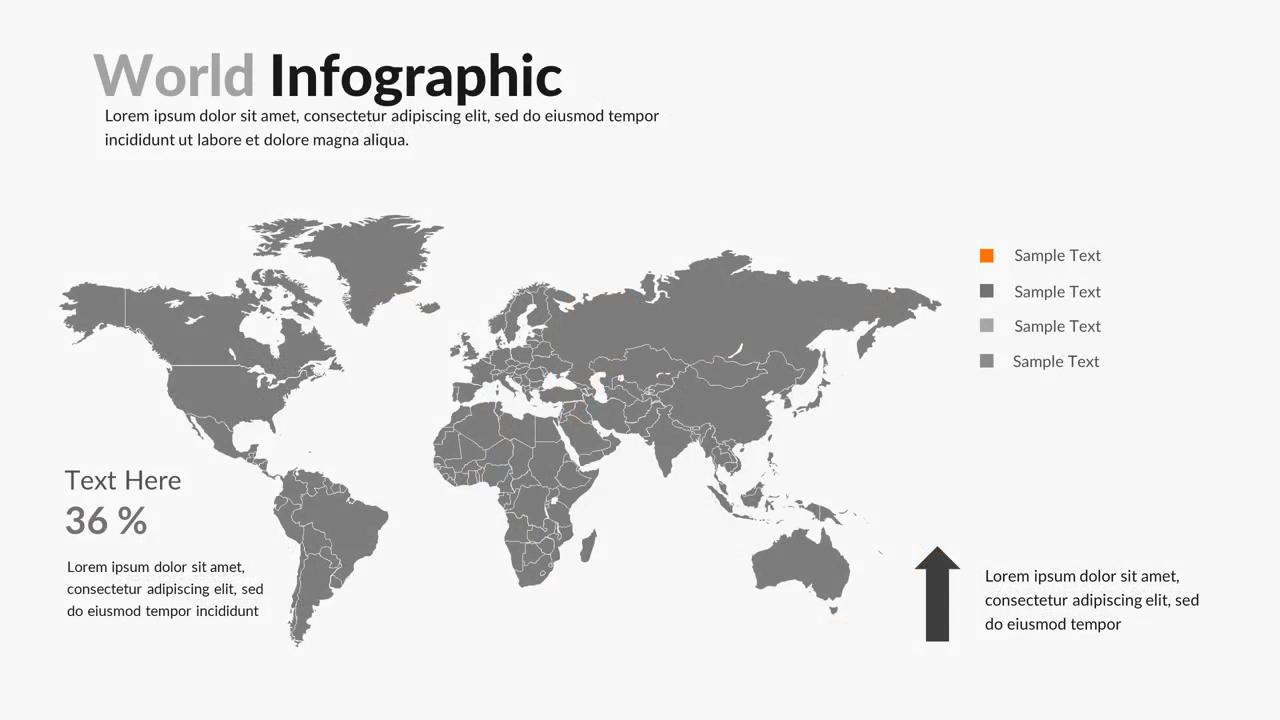 World Infographic
Lorem ipsum dolor sit amet, consectetur adipiscing elit, sed do eiusmod tempor
incididunt ut labore et dolore magna aliqua.
Sample Text
Sample Text
Sample Text
Sample Text
Text Here
36 %
Lorem ipsum dolor sit amet,
consectetur adipiscing elit, sed
do eiusmod tempor incididunt
Lorem ipsum dolor sit amet,
consectetur adipiscing elit, sed
do eiusmod tempor